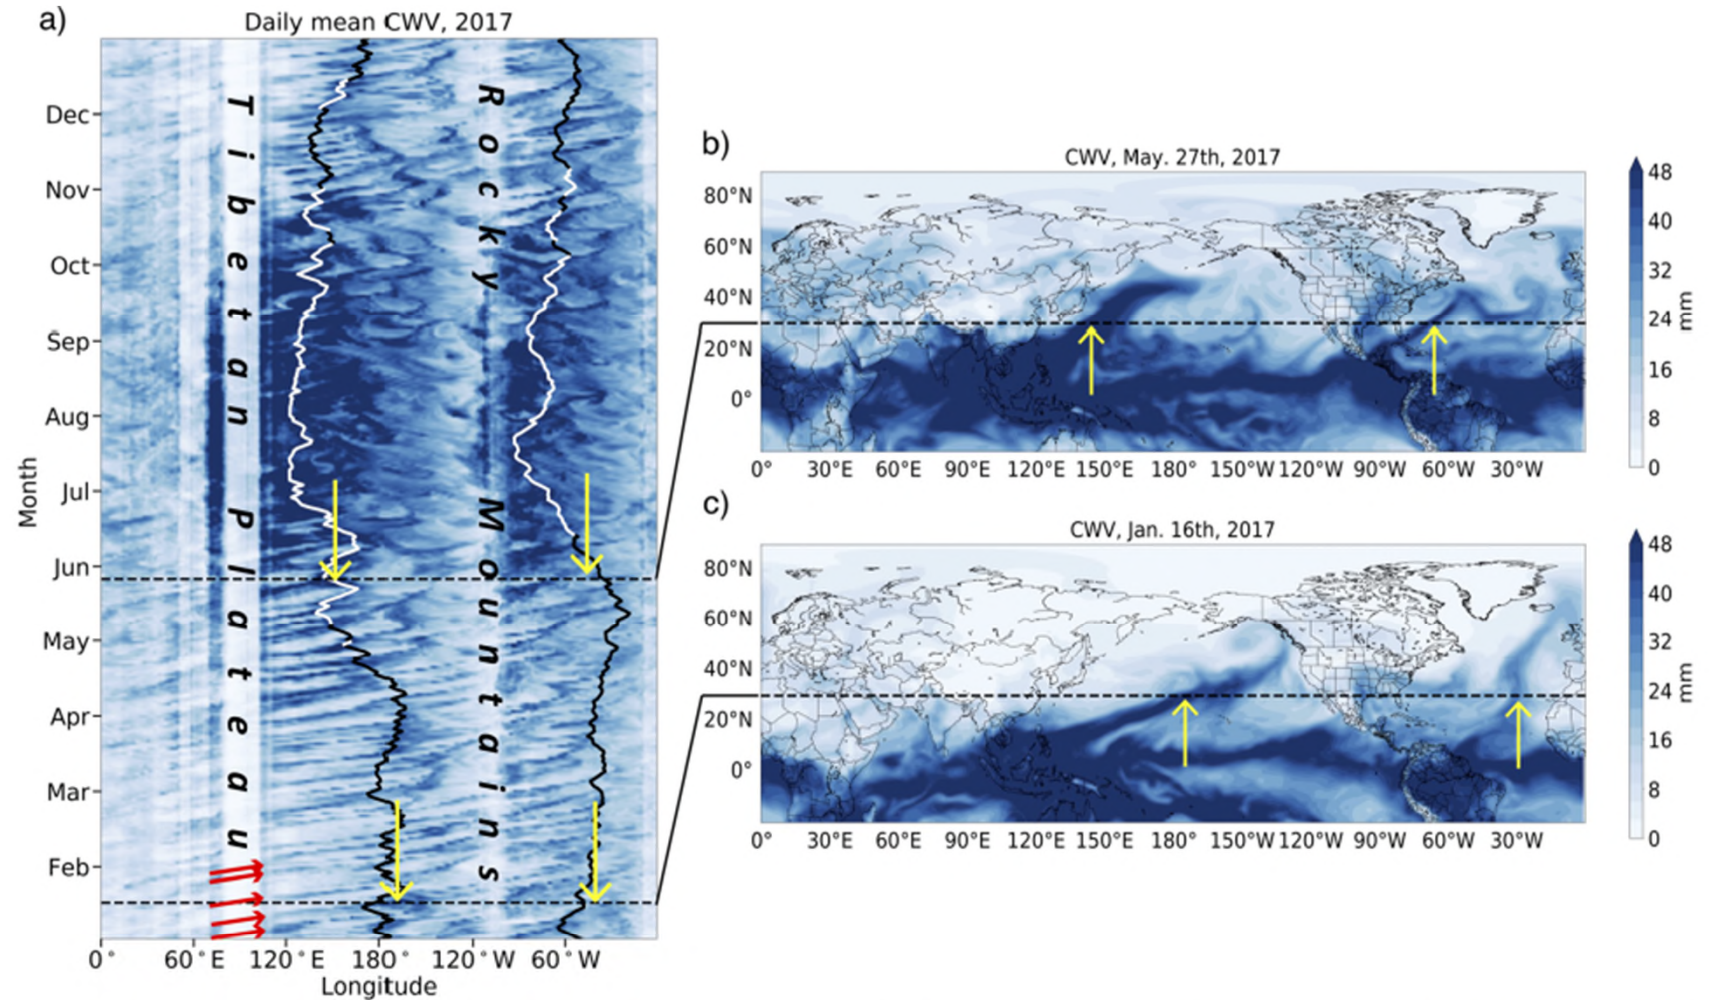 a)
Daily mean CWV, 2017
Month
Dec
Nov
Oct
Sep
Aug
Jul
Jun
May
Apr
Mar
Feb
Tibetan Plateau
Rocky Mountains
0° 60°E 120°E 180° 120°W 60°W
Longitude
b)
CWV, May. 27th, 2017
80°N
60°N
40°N
20°N
0°
0° 30°E 60°E 90°E 120°E 150°E 180° 150°W 120°W 90°W 60°W 30°W
48
40
32
24
16
8
0
mm
c)
CWV, Jan. 16th, 2017
80°N
60°N
40°N
20°N
0°
0° 30°E 60°E 90°E 120°E 150°E 180° 150°W 120°W 90°W 60°W 30°W
48
40
32
24
16
8
0
mm